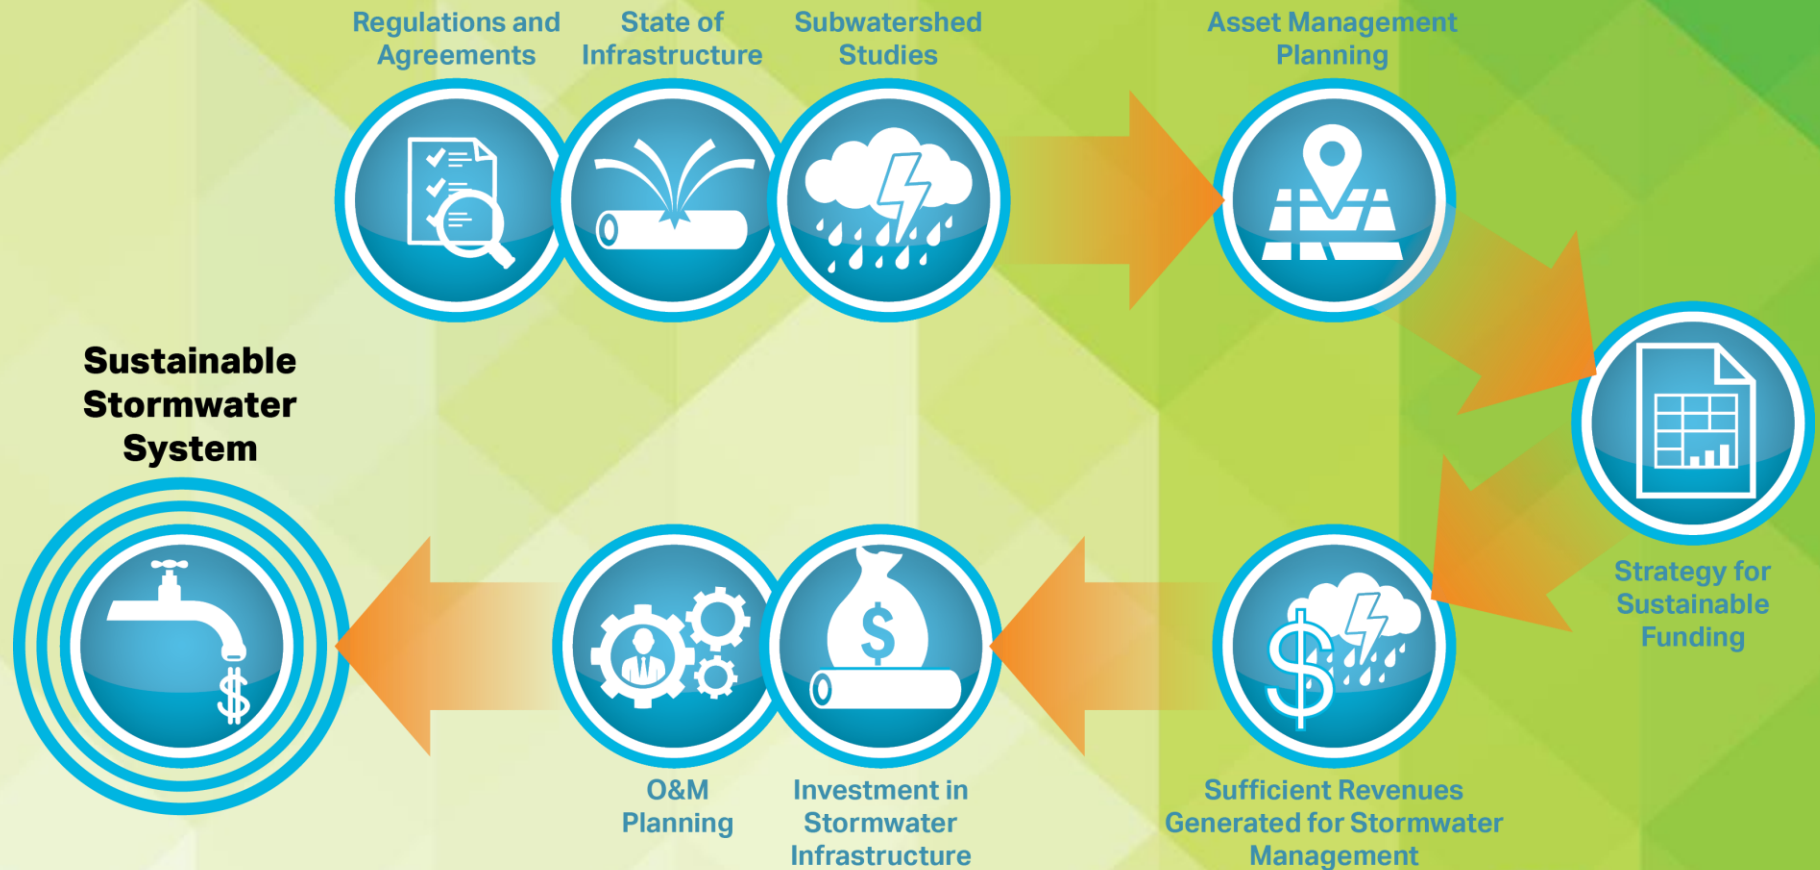 Regulations and
Agreements
State of
Infrastructure
Subwatershed
Studies
Asset Management
Planning
Strategy for
Sustainable
Funding
Sufficient Revenues
Generated for Stormwater
Management
Investment in
Stormwater
Infrastructure
O&M
Planning
Sustainable
Stormwater
System
$
$
$